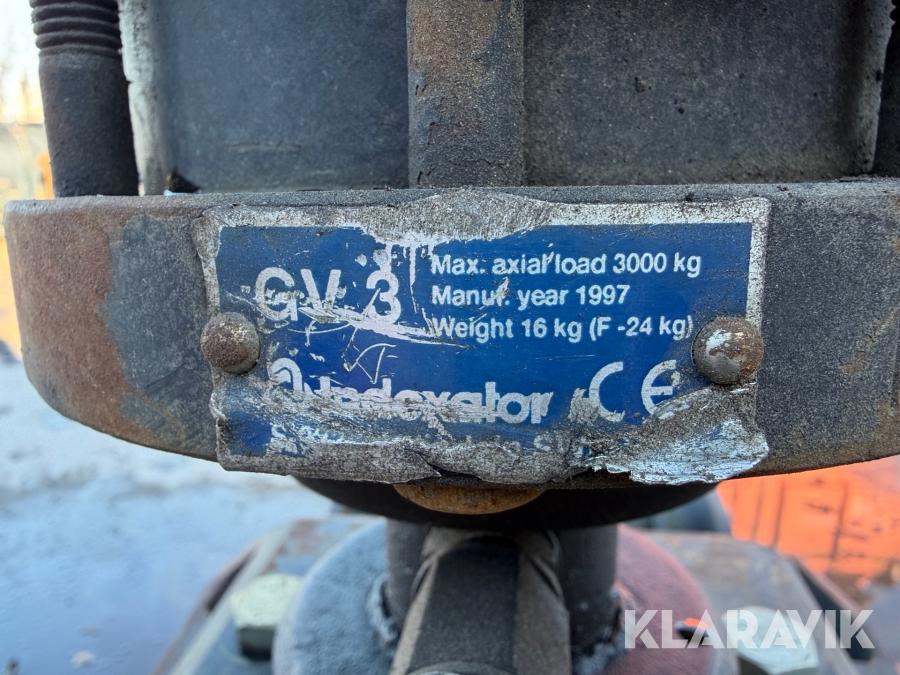 GV 3
Max. axial load 3000 kg
Manuf. year 1997
Weight 16 kg (F -24 kg)
indexator CE
KLARAVIK